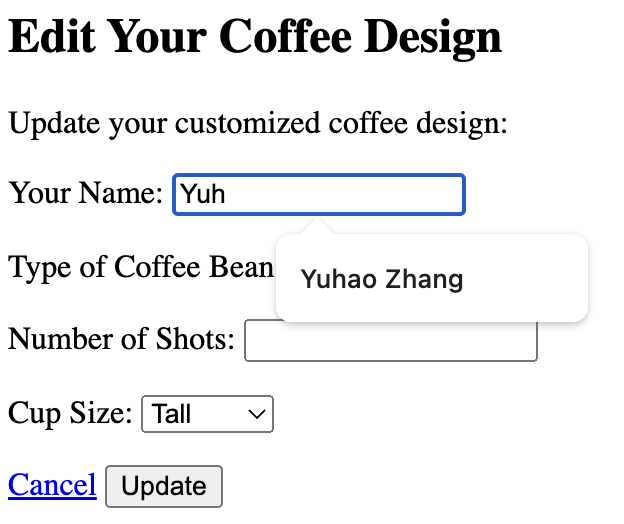 Edit Your Coffee Design
Update your customized coffee design:
Your Name: Yuh
Yuhao Zhang
Type of Coffee Bean
Number of Shots:
Cup Size: Tall
Cancel Update